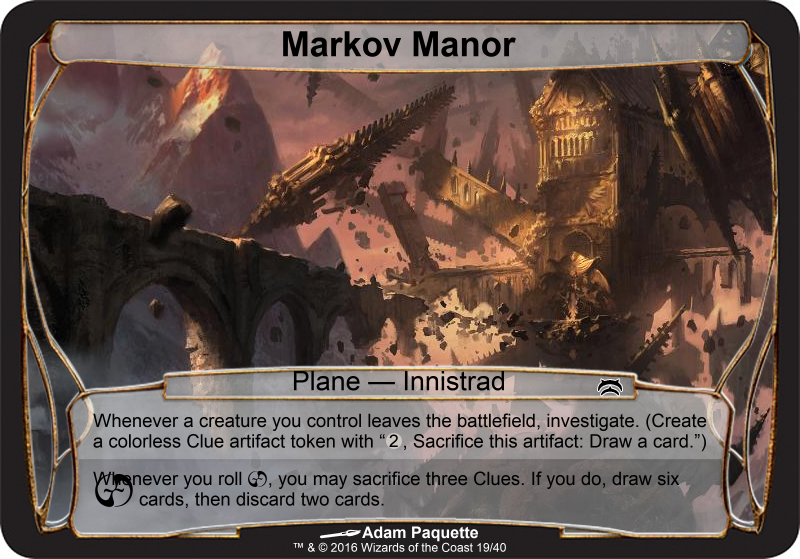 Markov Manor
Plane — Innistrad
Whenever a creature you control leaves the battlefield, investigate. (Create
a colorless Clue artifact token with “2, Sacrifice this artifact: Draw a card.”)
Whenever you roll , you may sacrifice three Clues. If you do, draw six
cards, then discard two cards.
Adam Paquette
™ & © 2016 Wizards of the Coast 19/40